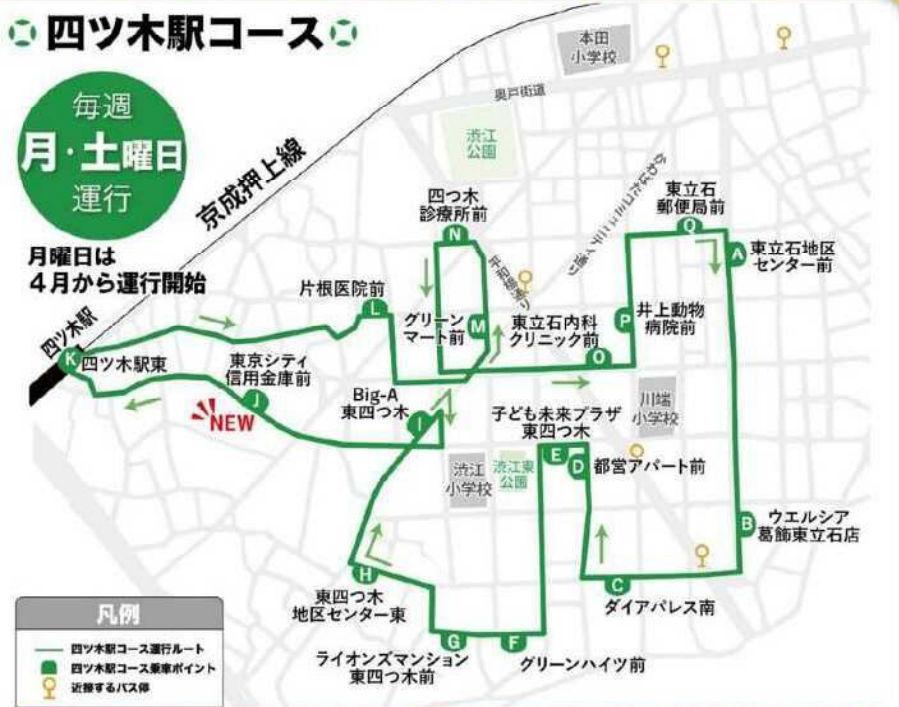 四ツ木駅コース
毎週
月・土曜日
運行
月曜日は
4月から運行開始
京成押上線
本田
小学校
奥戸街道
渋江
公園
かわばたコミュニティ通り
平和橋通り
四つ木
診療所前
N
東立石
郵便局前
Q
A
東立石地区
センター前
片根医院前
L
グリーン
マート前
M
東立石内科
クリニック前
O
P
井上動物
病院前
四ツ木駅
K
四ツ木駅東
東京シティ
信用金庫前
J
NEW
Big-A
東四つ木
I
子ども未来プラザ
東四つ木
E
D
都営アパート前
川端
小学校
渋江
小学校
渋江東
公園
B
ウエルシア
葛飾東立石店
C
ダイアパレス南
H
東四つ木
地区センター東
G
ライオンズマンション
東四つ木前
F
グリーンハイツ前
凡例
四ツ木駅コース運行ルート
四ツ木駅コース乗車ポイント
近接するバス停